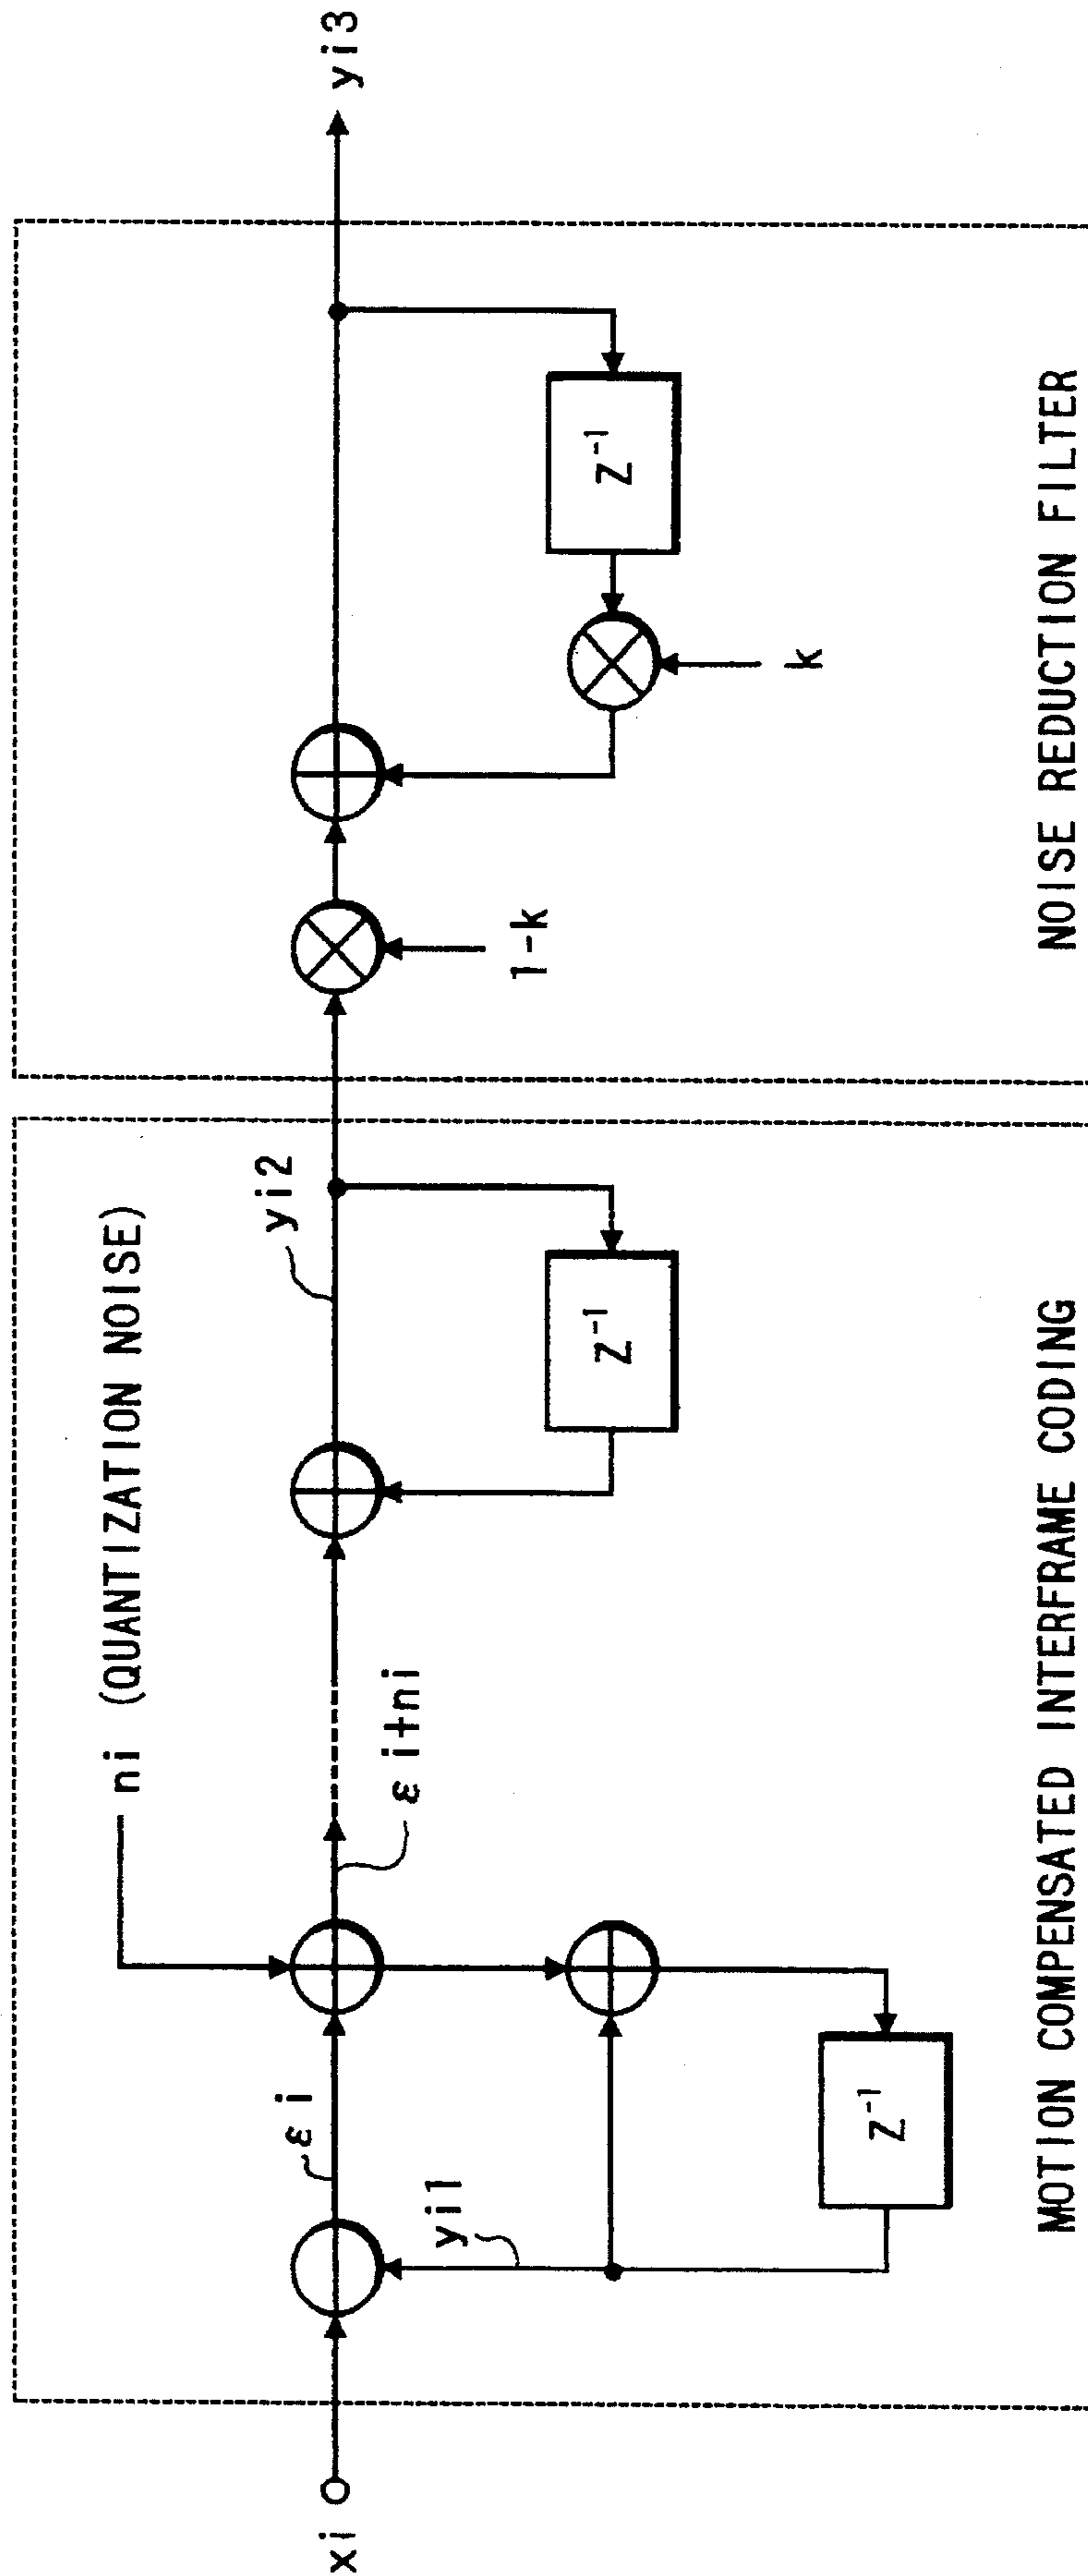 xi
εi
yi1
Z⁻¹
ni (QUANTIZATION NOISE)
εi+ni
yi2
Z⁻¹
MOTION COMPENSATED INTERFRAME CODING
1-k
k
Z⁻¹
NOISE REDUCTION FILTER
yi3